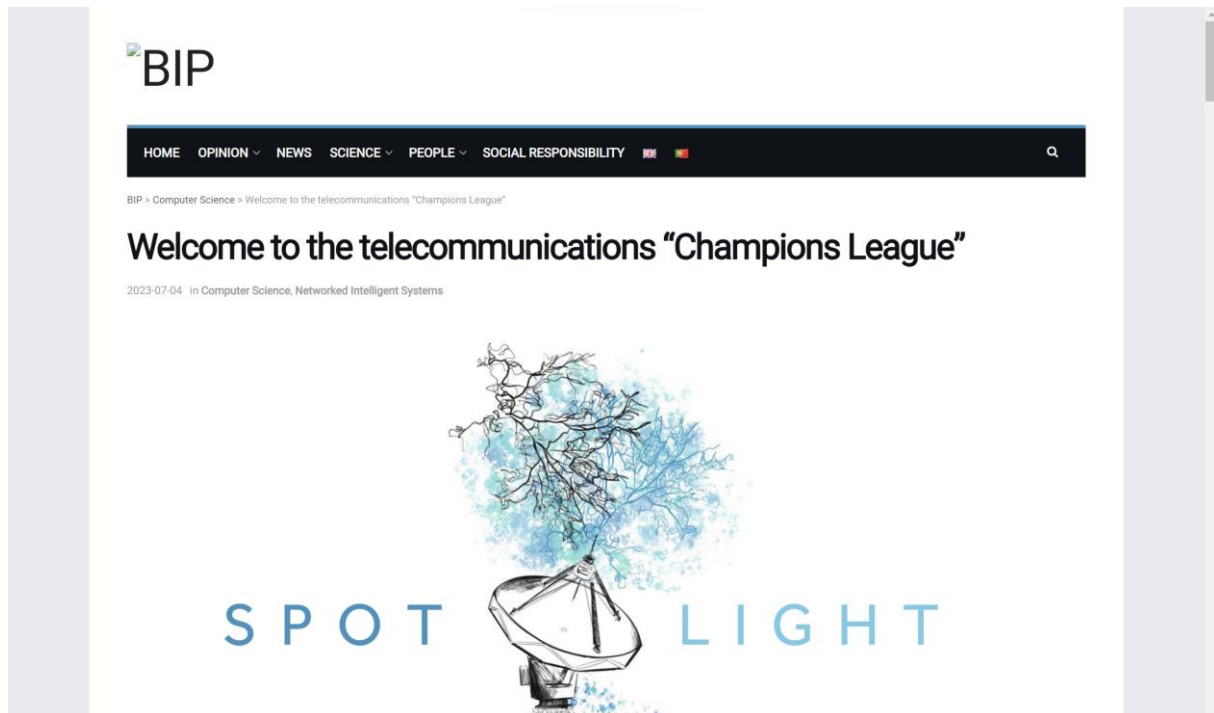 BIP
HOME OPINION NEWS SCIENCE PEOPLE SOCIAL RESPONSIBILITY
BIP > Computer Science > Welcome to the telecommunications “Champions League”
Welcome to the telecommunications “Champions League”
2023-07-04 in Computer Science, Networked Intelligent Systems
SPOT LIGHT